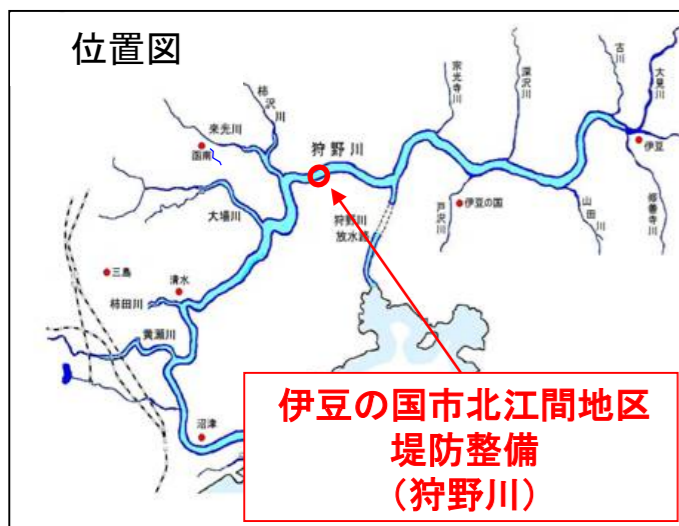 位置図
柿沢川
来光川
函南
大場川
三島
清水
柿田川
黄瀬川
沼津
狩野川
狩野川
放水路
宗光寺川
深沢川
戸沢川
伊豆の国
古川
大見川
伊豆
山田川
修善寺川
伊豆の国市北江間地区
堤防整備
（狩野川）